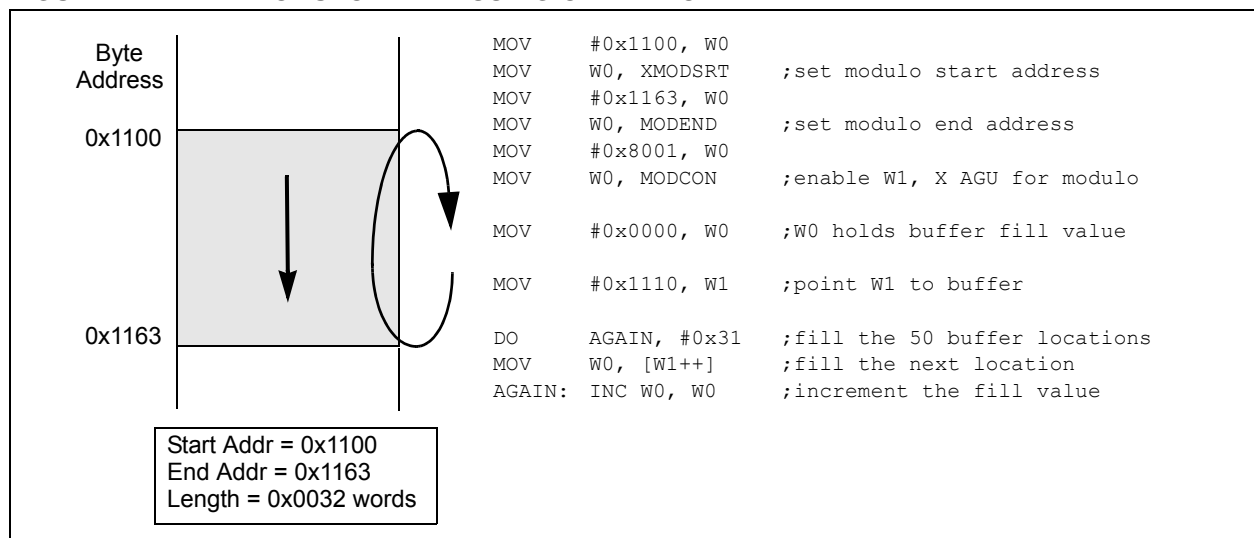 Byte
Address
0x1100
0x1163
Start Addr = 0x1100
End Addr = 0x1163
Length = 0x0032 words
MOV #0x1100, W0
MOV W0, XMODSRT ;set modulo start address
MOV #0x1163, W0
MOV W0, MODEND ;set modulo end address
MOV #0x8001, W0
MOV W0, MODCON ;enable W1, X AGU for modulo
MOV #0x0000, W0 ;W0 holds buffer fill value
MOV #0x1110, W1 ;point W1 to buffer
DO AGAIN, #0x31 ;fill the 50 buffer locations
MOV W0, [W1++] ;fill the next location
AGAIN: INC W0, W0 ;increment the fill value